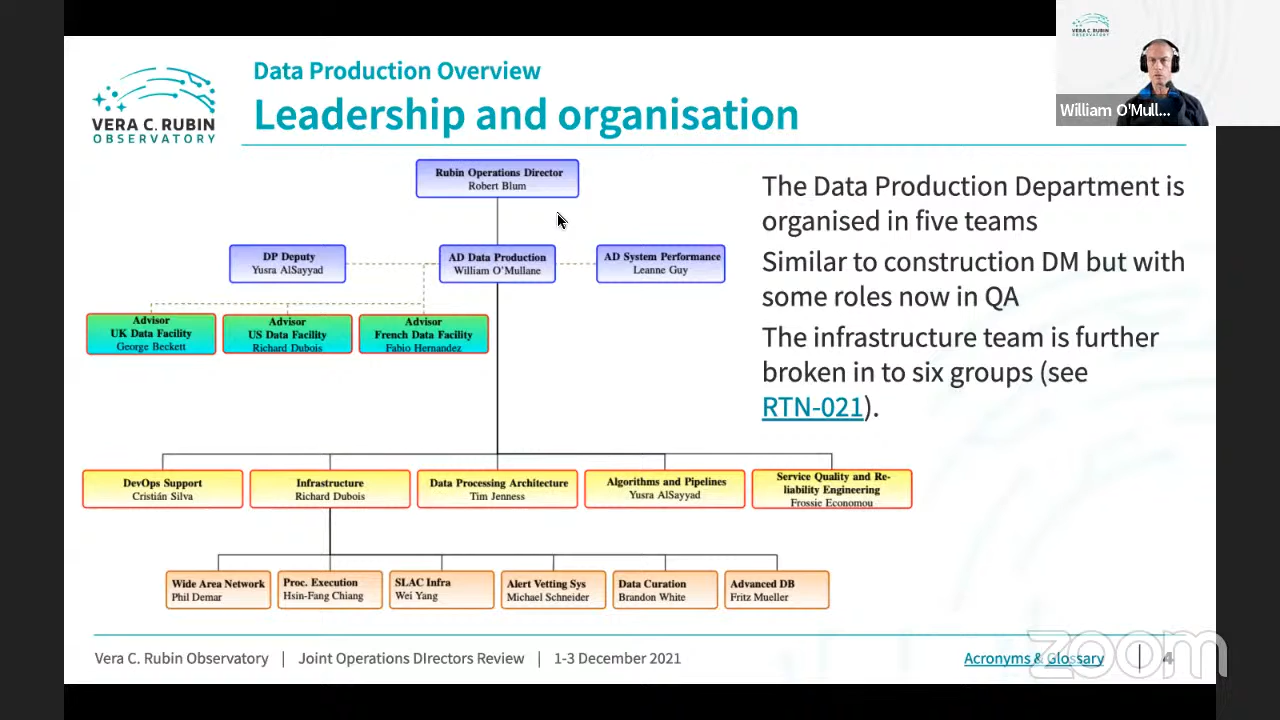 VERA C. RUBIN
OBSERVATORY
Data Production Overview
Leadership and organisation
VERA C. RUBIN
OBSERVATORY
William O'Mull...
Rubin Operations Director
Robert Blum
DP Deputy
Yusra AlSayyad
AD Data Production
William O'Mullane
AD System Performance
Leanne Guy
Advisor
UK Data Facility
George Beckett
Advisor
US Data Facility
Richard Dubois
Advisor
French Data Facility
Fabio Hernandez
The Data Production Department is
organised in five teams
Similar to construction DM but with
some roles now in QA
The infrastructure team is further
broken in to six groups (see
RTN-021).
DevOps Support
Cristián Silva
Infrastructure
Richard Dubois
Data Processing Architecture
Tim Jenness
Algorithms and Pipelines
Yusra AlSayyad
Service Quality and Re-
liability Engineering
Frossie Economou
Wide Area Network
Phil Demar
Proc. Execution
Hsin-Fang Chiang
SLAC Infra
Wei Yang
Alert Vetting Sys
Michael Schneider
Data Curation
Brandon White
Advanced DB
Fritz Mueller
Vera C. Rubin Observatory | Joint Operations DIrectors Review | 1-3 December 2021
Acronyms & Glossary | 4
zoom